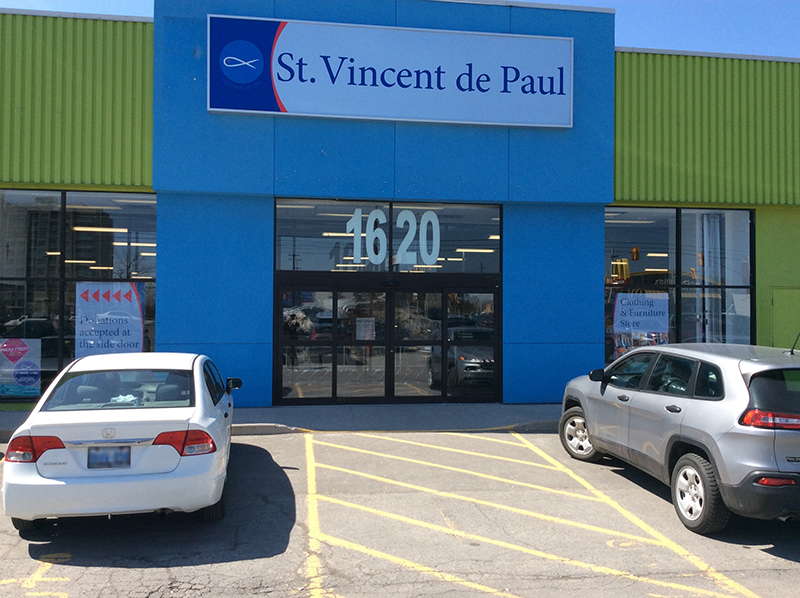 St. Vincent de Paul
1620
Donations
accepted at
the side door
Clothing
& Furniture
Store